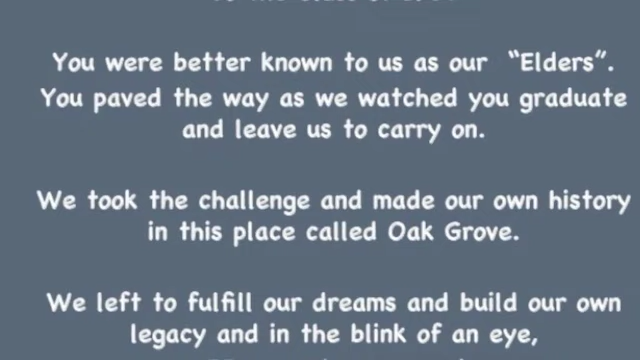 You were better known to us as our “Elders”.
You paved the way as we watched you graduate
and leave us to carry on.
We took the challenge and made our own history
in this place called Oak Grove.
We left to fulfill our dreams and build our own
legacy and in the blink of an eye,